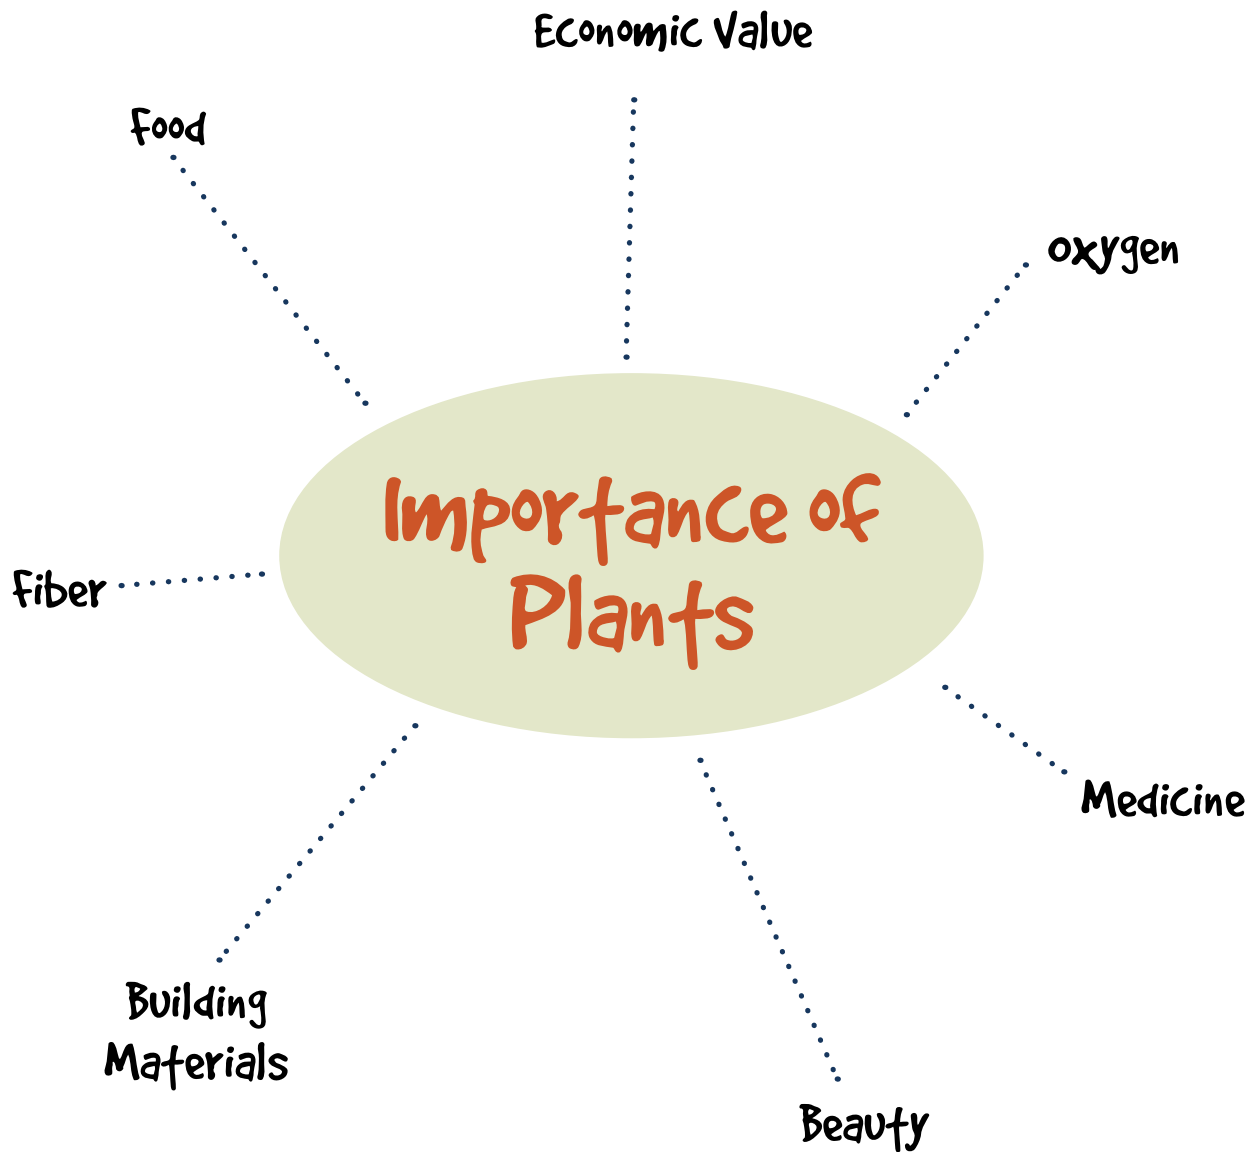 Economic Value
Food
oxygen
Importance of
Plants
Fiber
Medicine
Building
Materials
Beauty